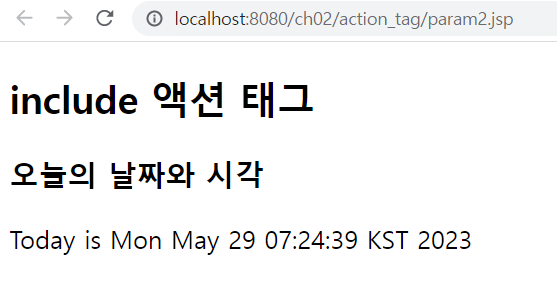 localhost:8080/ch02/action_tag/param2.jsp
include 액션 태그
오늘의 날짜와 시각
Today is Mon May 29 07:24:39 KST 2023